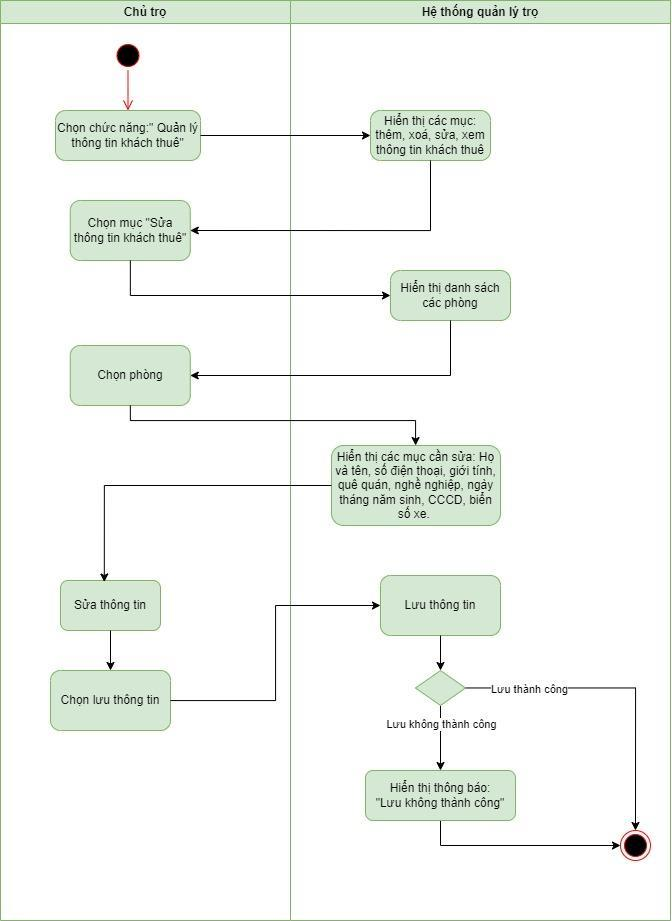 Chủ trọ
Hệ thống quản lý trọ
Chọn chức năng:" Quản lý
thông tin khách thuê"
Hiển thị các mục:
thêm, xoá, sửa, xem
thông tin khách thuê
Chọn mục "Sửa
thông tin khách thuê"
Hiển thị danh sách
các phòng
Chọn phòng
Hiển thị các mục cần sửa: Họ
và tên, số điện thoại, giới tính,
quê quán, nghề nghiệp, ngày
tháng năm sinh, CCCD, biển
số xe.
Sửa thông tin
Lưu thông tin
Chọn lưu thông tin
Lưu thành công
Lưu không thành công
Hiển thị thông báo:
"Lưu không thành công"